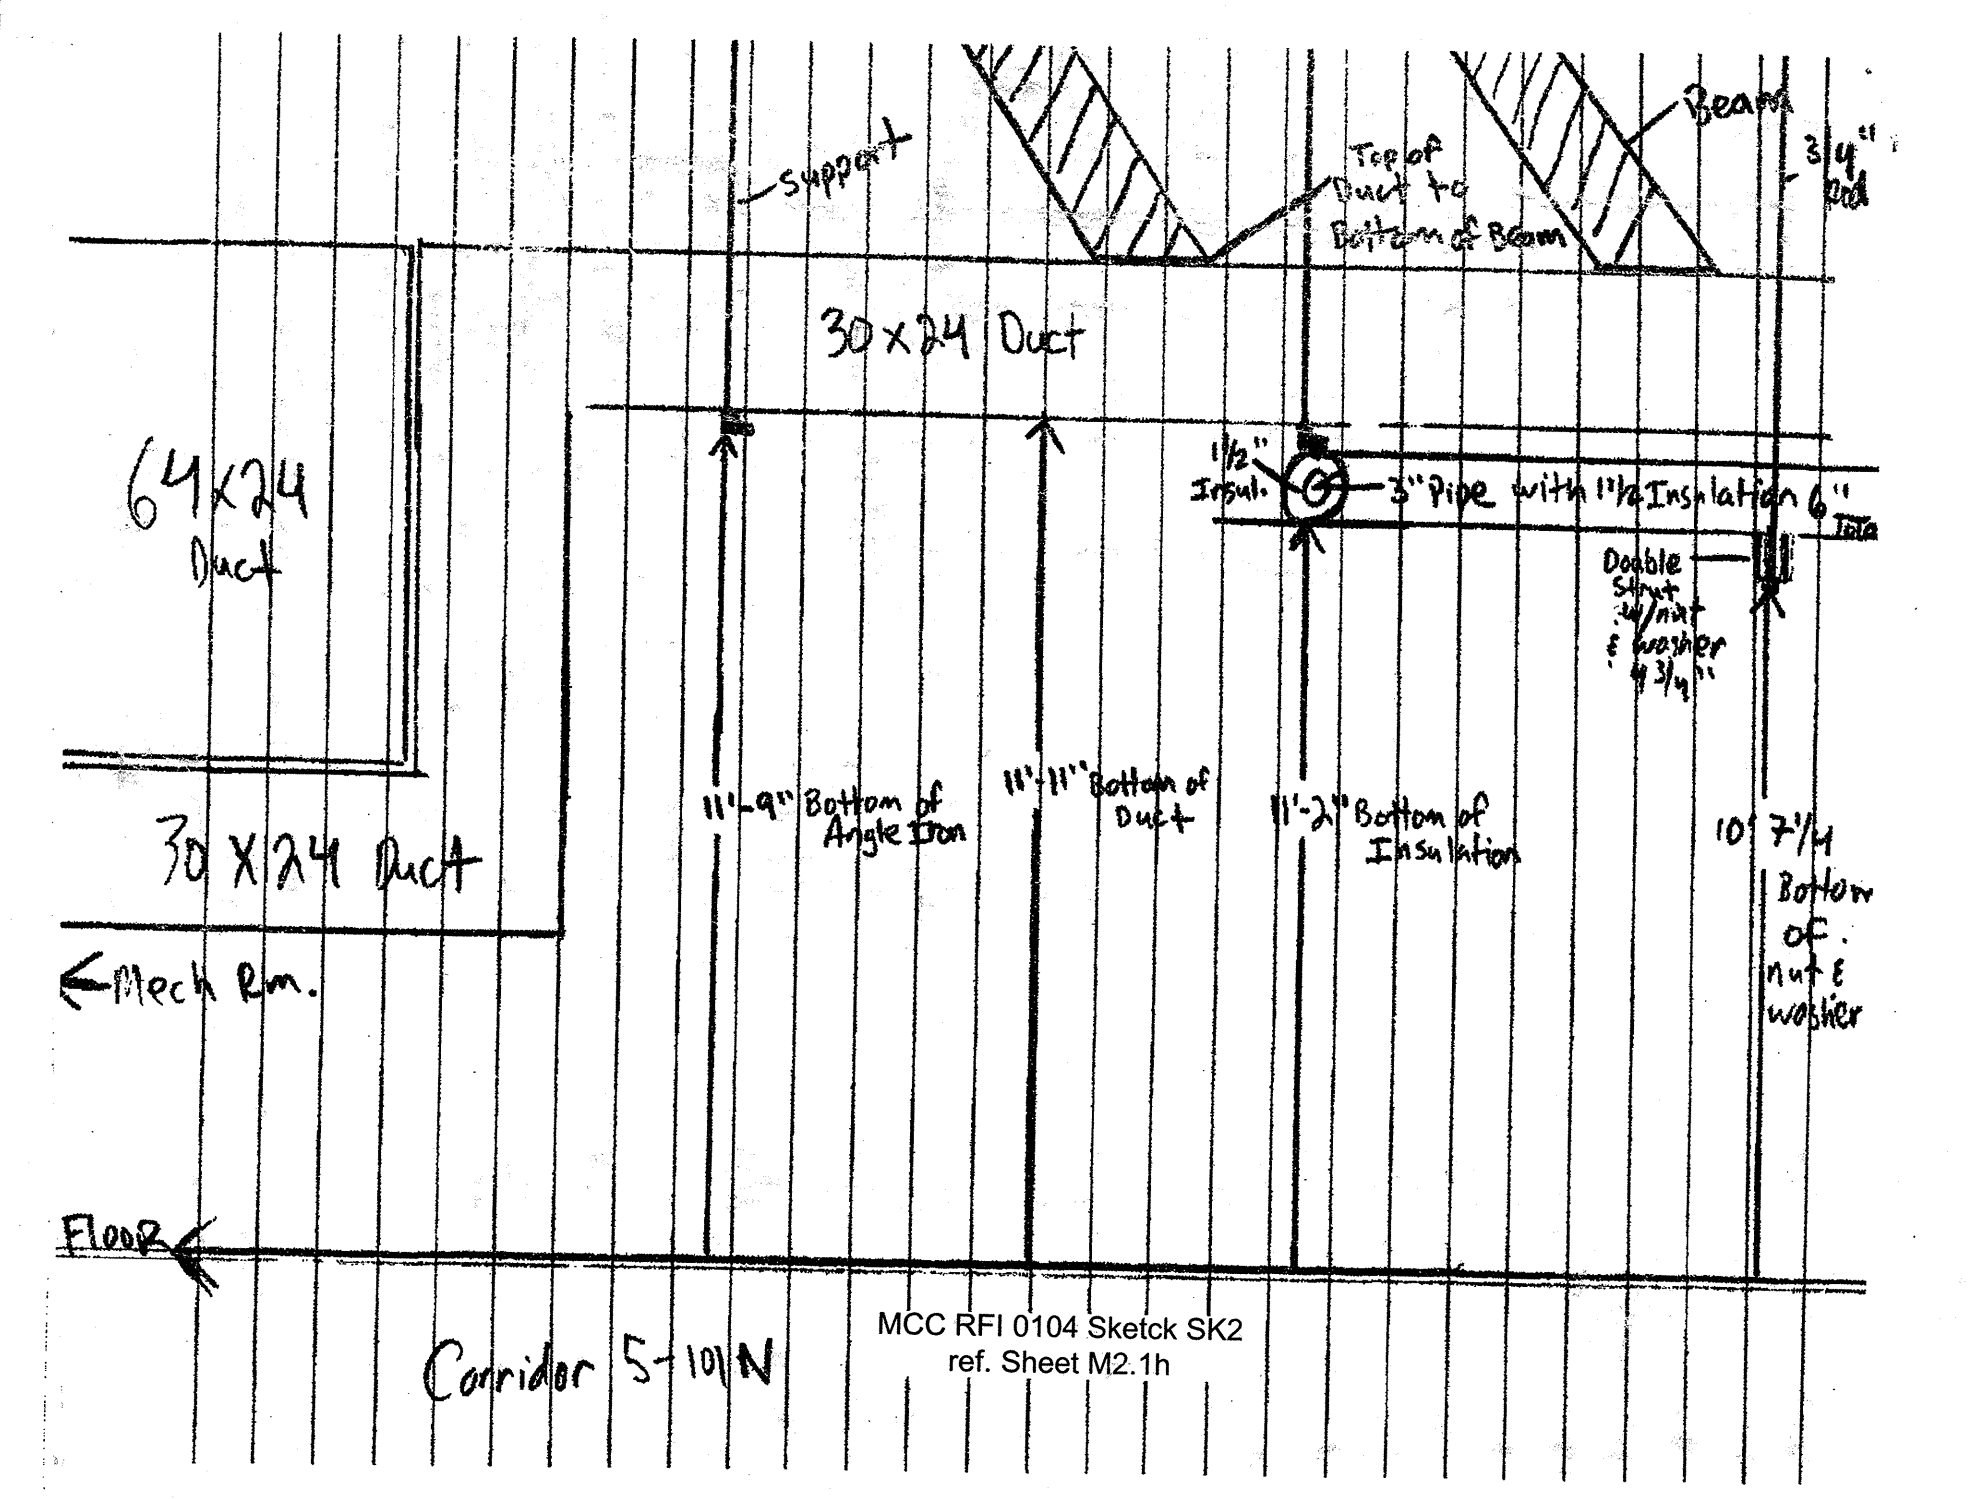 Support
Top of
Duct to
Bottom of Beam
Beam
3/4"
Rod
30x24 Duct
64x24
Duct
1 1/2"
Insul.
3" Pipe with 1 1/2 Insulation 6"
Total
Double
Strut
w/nut
& washer
4 3/4"
11'-9" Bottom of
Angle Iron
11'-11" Bottom of
Duct
11'-2" Bottom of
Insulation
10' 7 1/4
Bottom
of
nut &
washer
30 X 24 Duct
Mech Rm.
Floor
Corridor 5-101N
MCC RFI 0104 Sketck SK2
ref. Sheet M2.1h